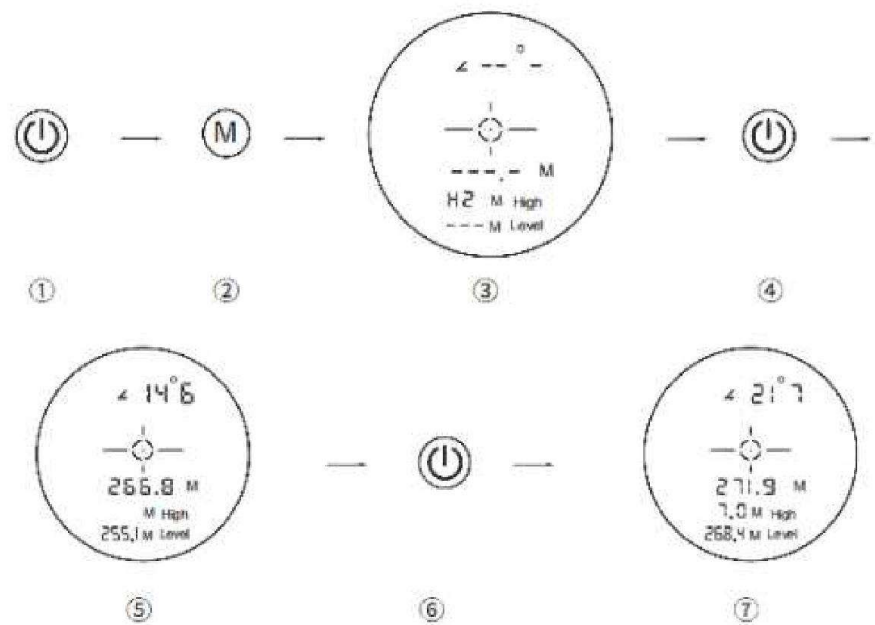 ∠ --°-
M
---.- M
H2 M High
---M Level
① ② ③ ④
∠ 14°6
266.8 M
M High
255.1 M Level
∠ 21°7
271.9 M
7.0 M High
268.4 M Level
⑤ ⑥ ⑦